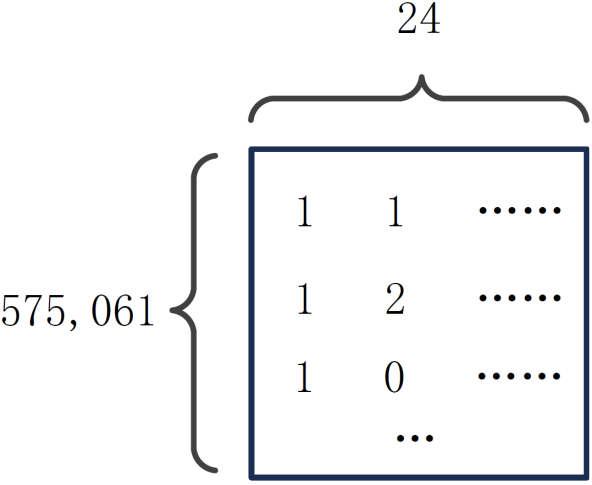 24
1 1 ……
1 2 ……
575,061
1 0 ……
…